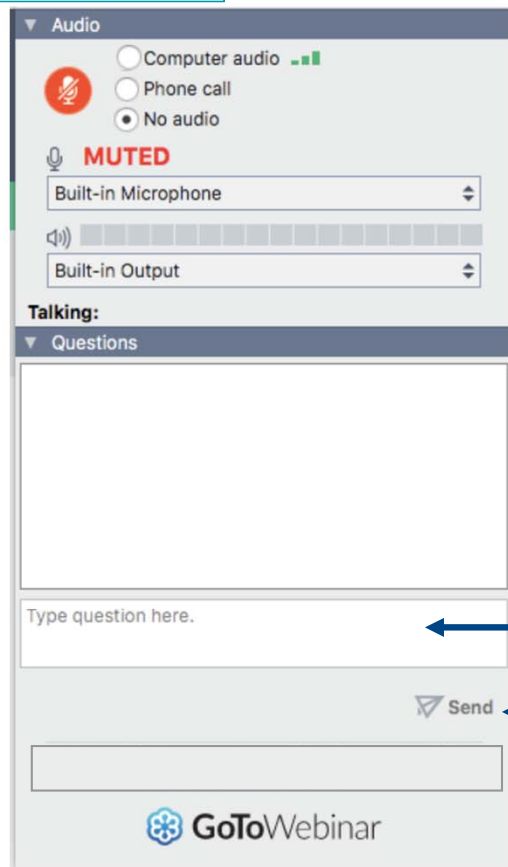 Audio
Computer audio
Phone call
No audio
MUTED
Built-in Microphone
Built-in Output
Talking:
Questions
Type question here.
Send
GoToWebinar